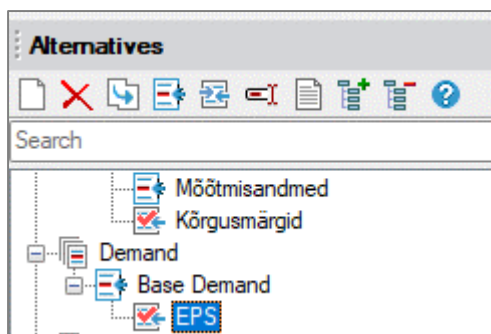 Alternatives
Search
Mõõtmisandmed
Kõrgusmärgid
Demand
Base Demand
EPS